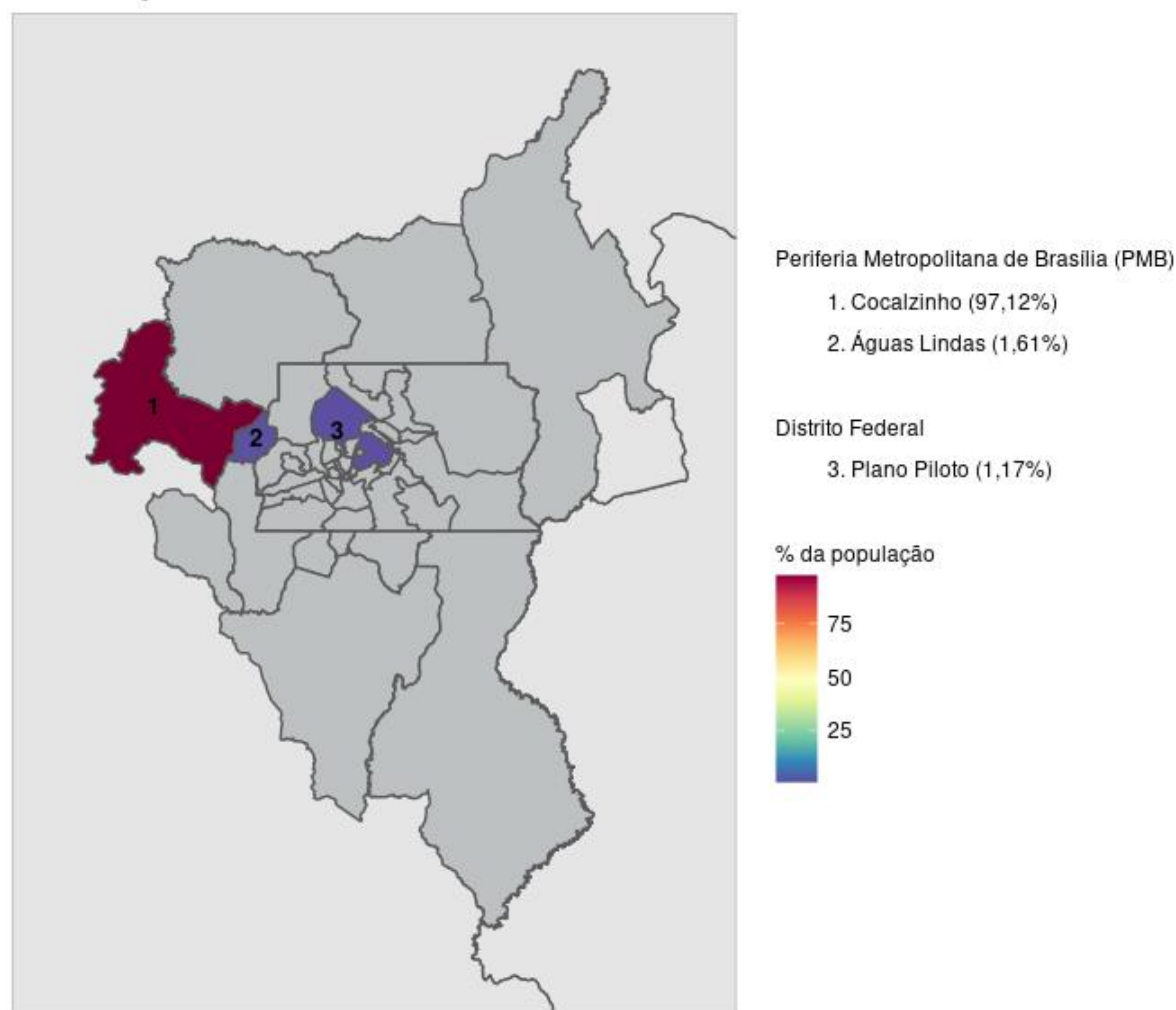 1
2
3
Periferia Metropolitana de Brasília (PMB)
1. Cocalzinho (97,12%)
2. Águas Lindas (1,61%)
Distrito Federal
3. Plano Piloto (1,17%)
% da população
75
50
25